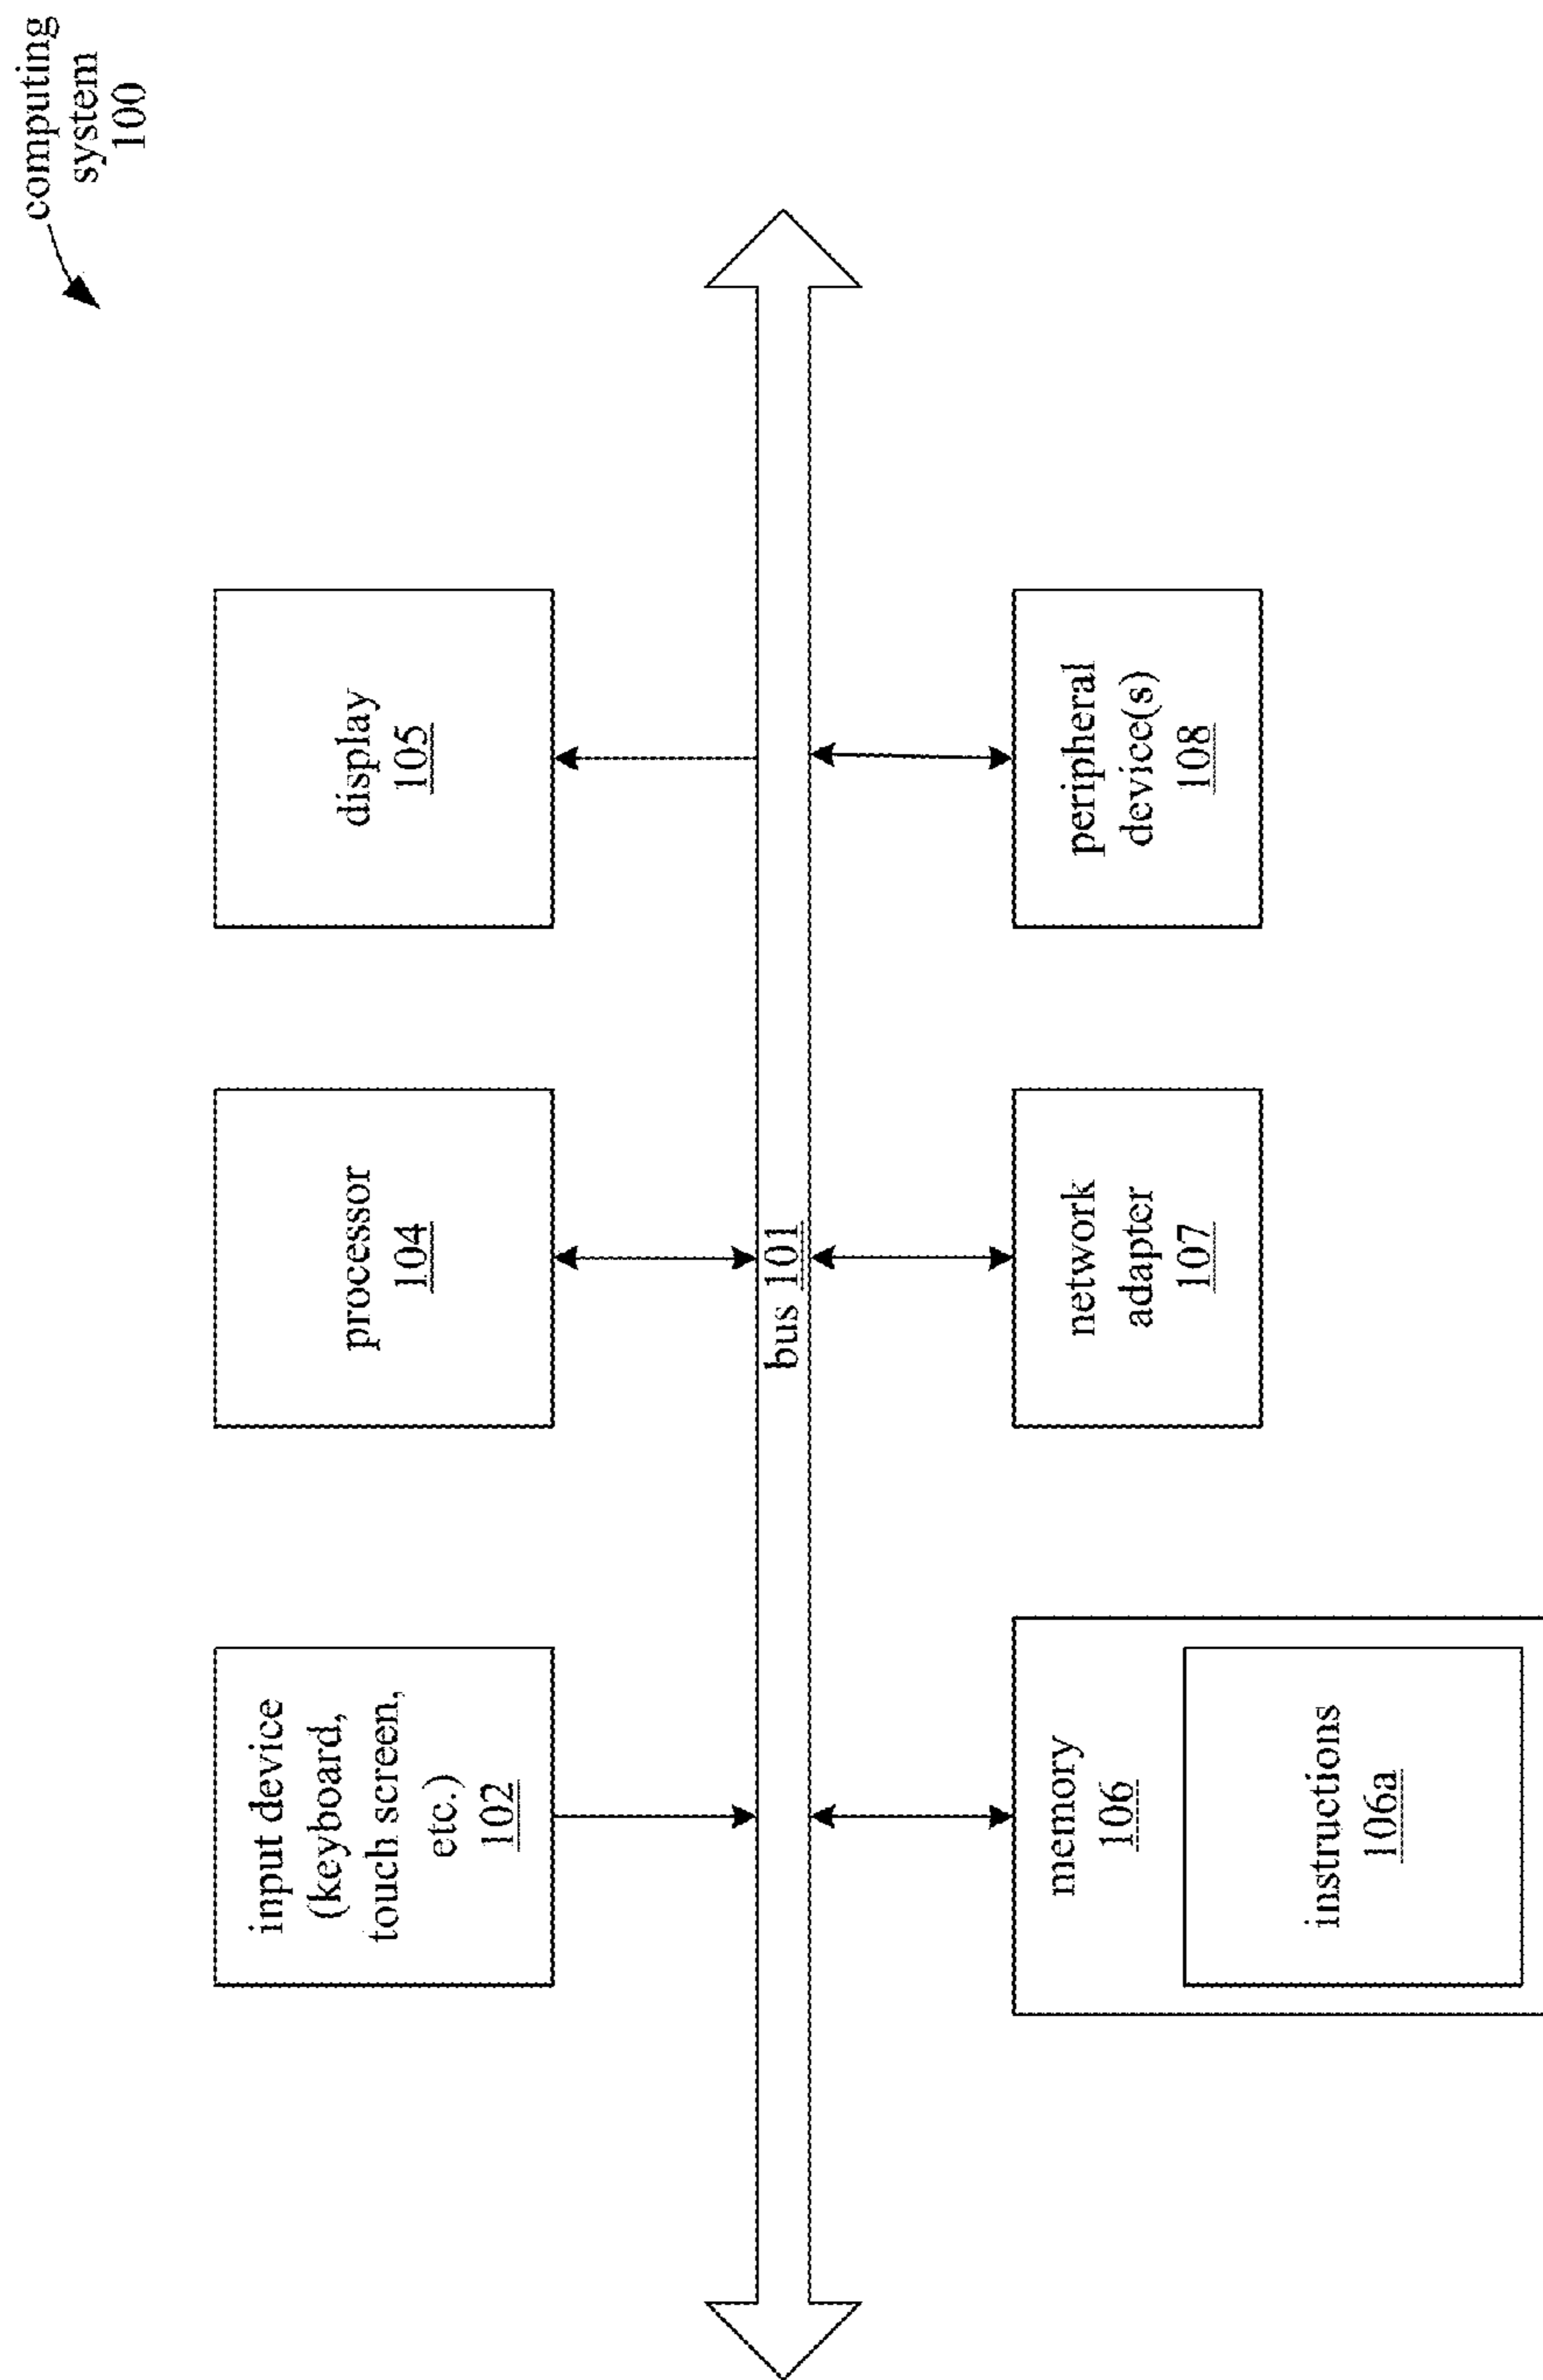 computing
system
100
input device
(keyboard,
touch screen,
etc.)
102
processor
104
display
105
bus 101
memory
106
instructions
106a
network
adapter
107
peripheral
device(s)
108